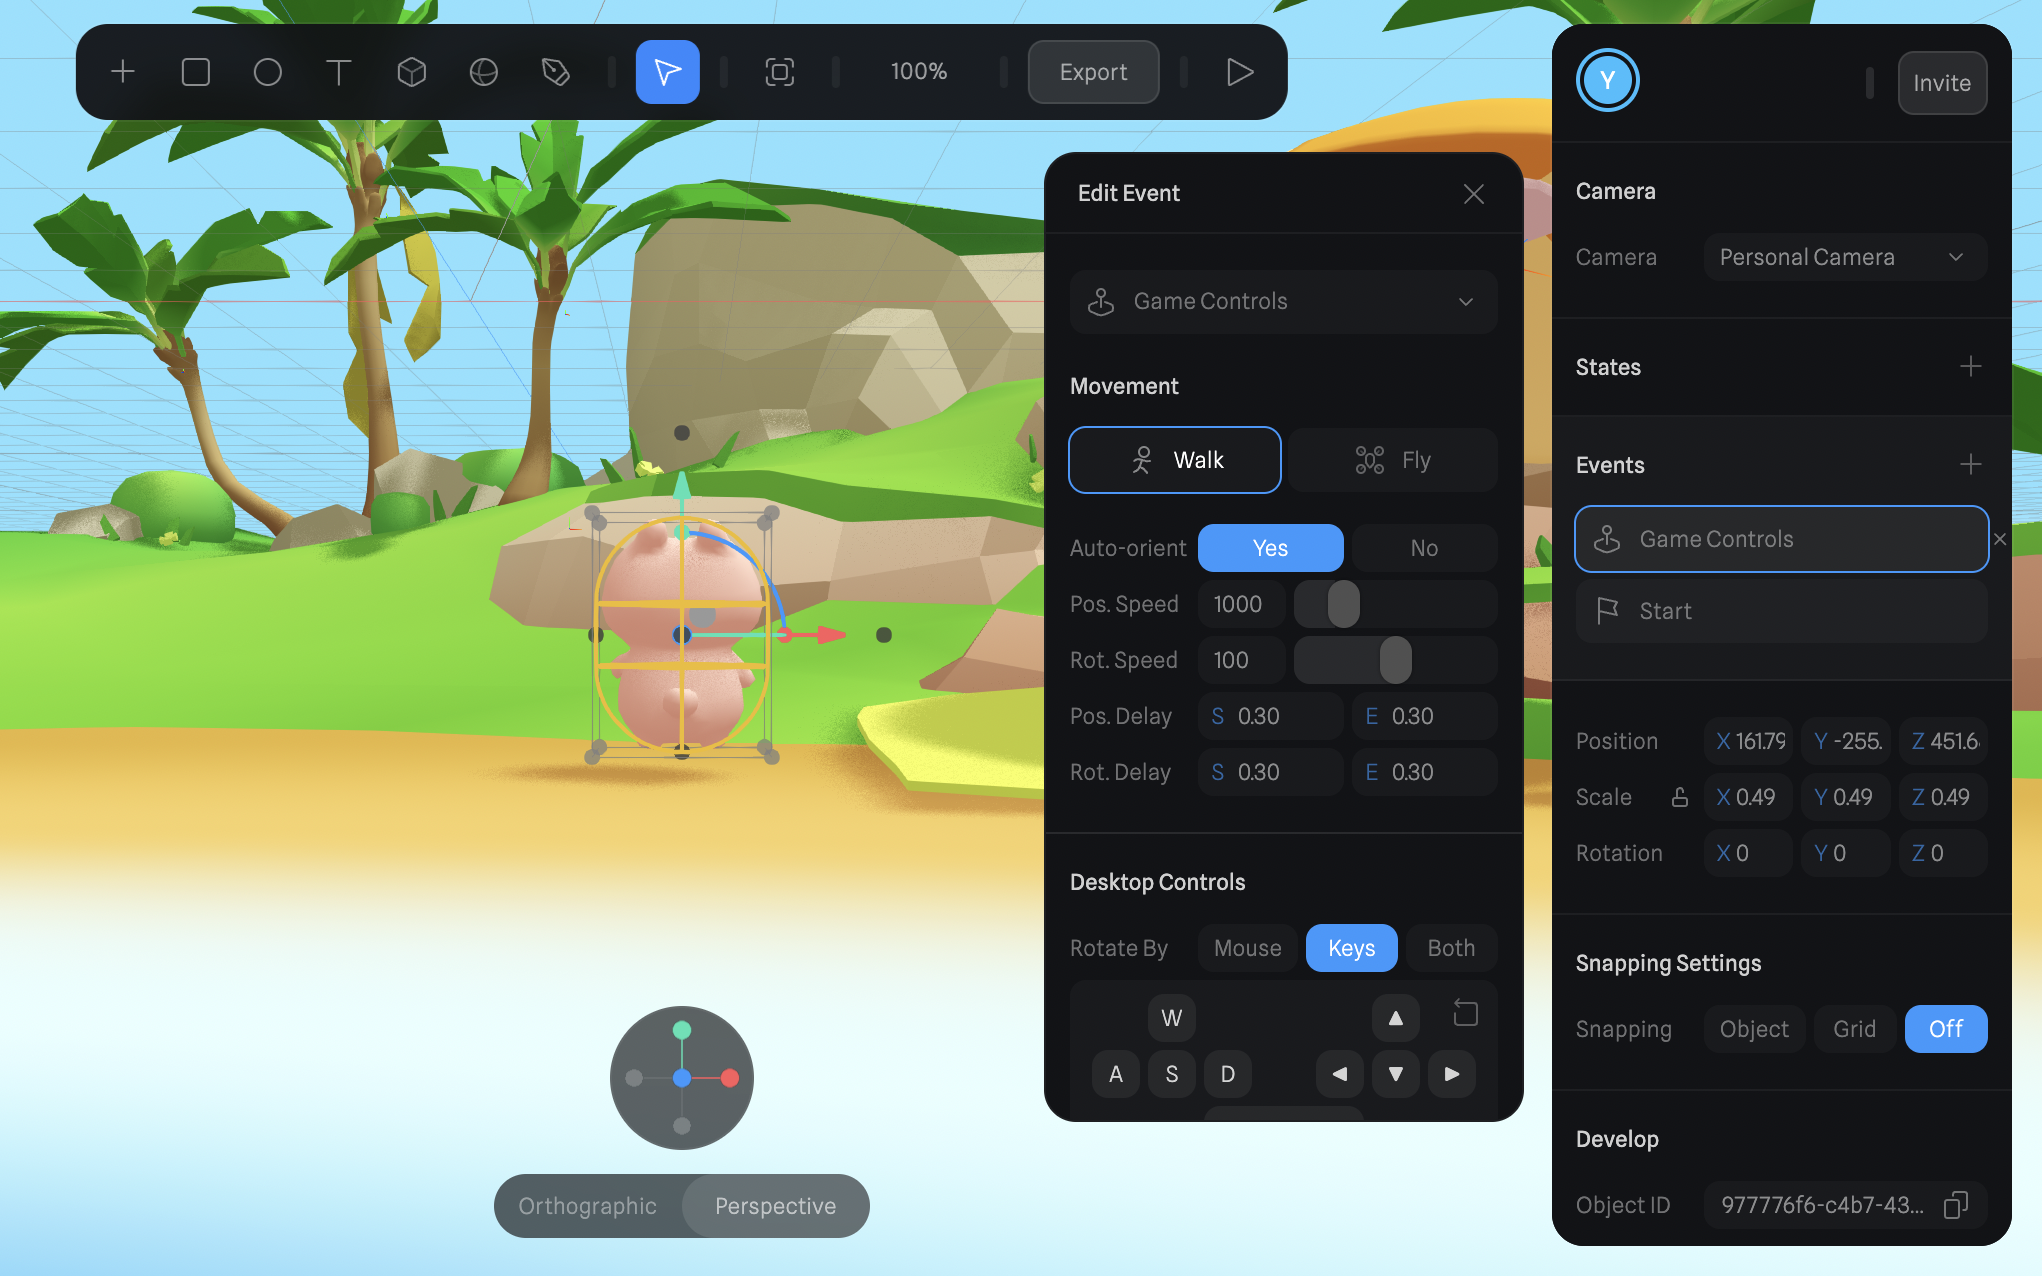 100%
Export
Y
Invite
Edit Event
Game Controls
Movement
Walk
Fly
Auto-orient
Yes
No
Pos. Speed
1000
Rot. Speed
100
Pos. Delay
S 0.30
E 0.30
Rot. Delay
S 0.30
E 0.30
Desktop Controls
Rotate By
Mouse
Keys
Both
W
A
S
D
Camera
Camera
Personal Camera
States
Events
Game Controls
Start
Position
X 161.79
Y -255.
Z 451.6
Scale
X 0.49
Y 0.49
Z 0.49
Rotation
X 0
Y 0
Z 0
Snapping Settings
Snapping
Object
Grid
Off
Develop
Object ID
977776f6-c4b7-43...
Orthographic
Perspective